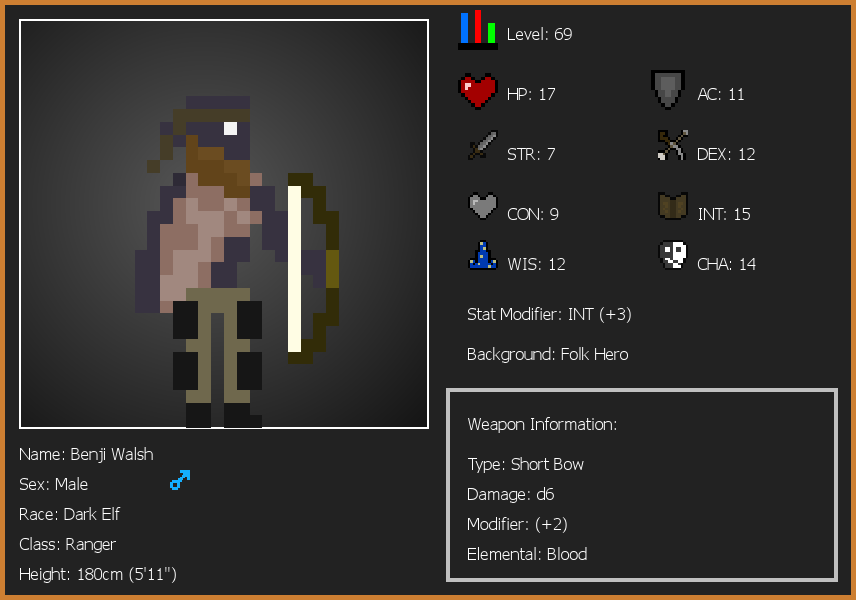 Level: 69
HP: 17
AC: 11
STR: 7
DEX: 12
CON: 9
INT: 15
WIS: 12
CHA: 14
Stat Modifier: INT (+3)
Background: Folk Hero
Weapon Information:
Type: Short Bow
Damage: d6
Modifier: (+2)
Elemental: Blood
Name: Benji Walsh
Sex: Male
Race: Dark Elf
Class: Ranger
Height: 180cm (5'11")